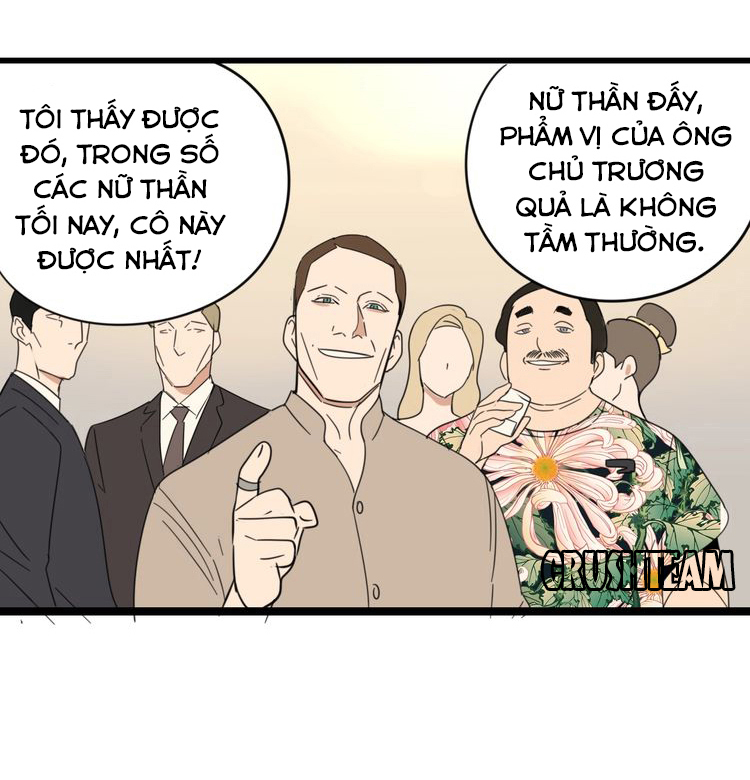 TÔI THẤY ĐƯỢC
ĐÓ, TRONG SỐ
CÁC NỮ THẦN
TỐI NAY, CÔ NÀY
ĐƯỢC NHẤT!
NỮ THẦN ĐẤY,
PHẨM VỊ CỦA ÔNG
CHỦ TRƯƠNG
QUẢ LÀ KHÔNG
TẦM THƯỜNG.
CRUSHTEAM